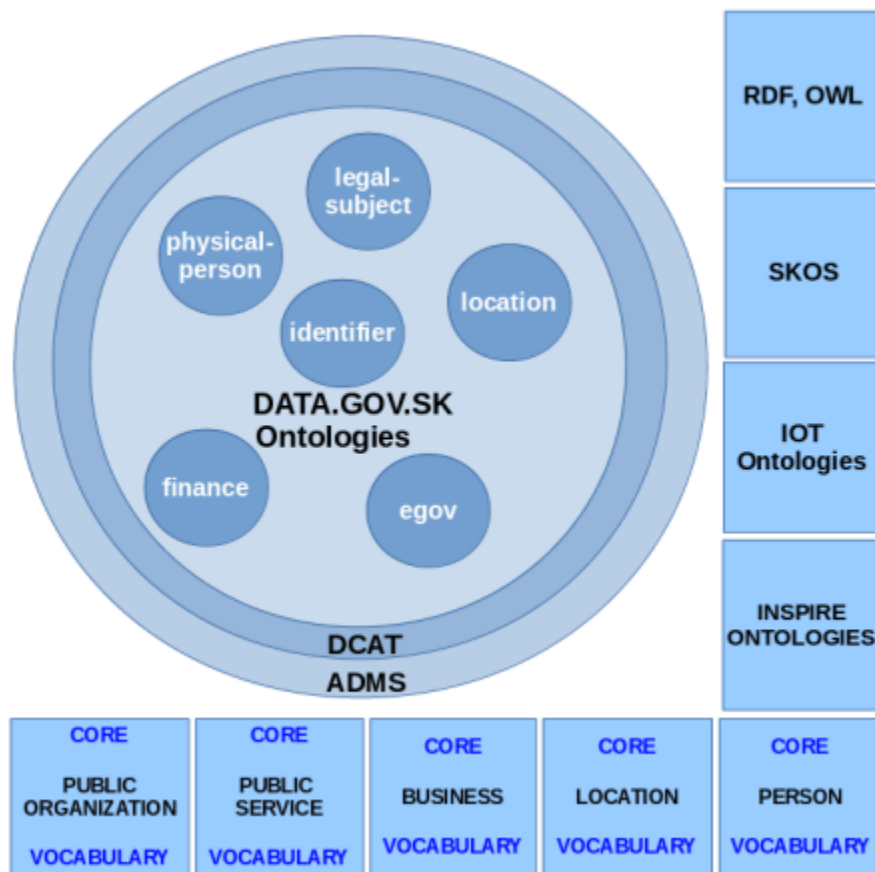 RDF, OWL
legal-
subject
physical-
person
SKOS
location
identifier
DATA.GOV.SK
Ontologies
IOT
Ontologies
finance
egov
INSPIRE
ONTOLOGIES
DCAT
ADMS
CORE
PUBLIC
ORGANIZATION
VOCABULARY
CORE
PUBLIC
SERVICE
VOCABULARY
CORE
BUSINESS
VOCABULARY
CORE
LOCATION
VOCABULARY
CORE
PERSON
VOCABULARY